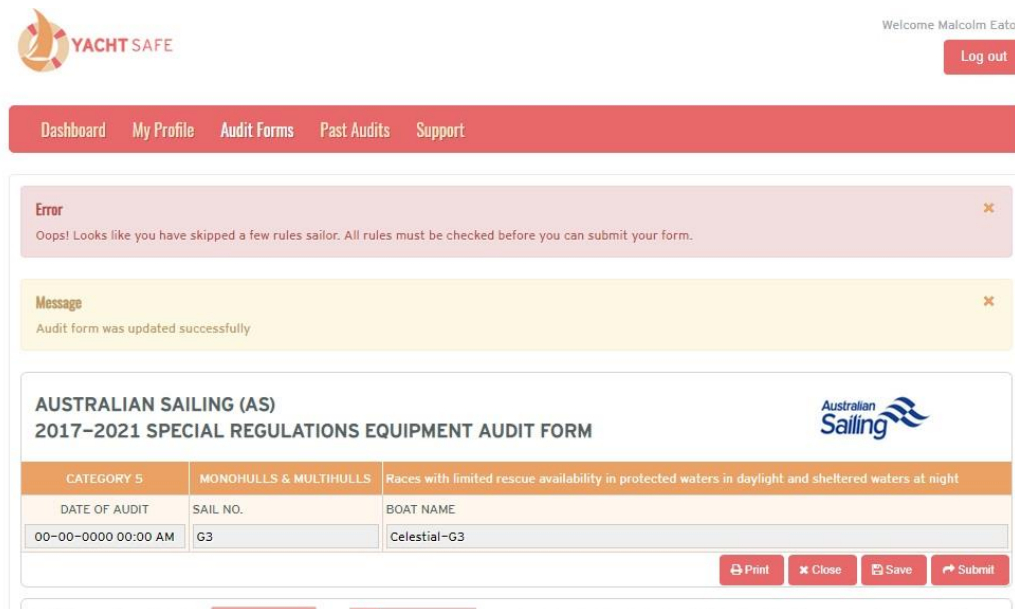 YACHT SAFE
Welcome Malcolm Eato
Log out
Dashboard My Profile Audit Forms Past Audits Support
Error
Oops! Looks like you have skipped a few rules sailor. All rules must be checked before you can submit your form.
Message
Audit form was updated successfully
AUSTRALIAN SAILING (AS)
2017-2021 SPECIAL REGULATIONS EQUIPMENT AUDIT FORM
Australian
Sailing
CATEGORY 5 MONOHULLS & MULTIHULLS Races with limited rescue availability in protected waters in daylight and sheltered waters at night
DATE OF AUDIT SAIL NO. BOAT NAME
00-00-0000 00:00 AM G3 Celestial-G3
Print Close Save Submit